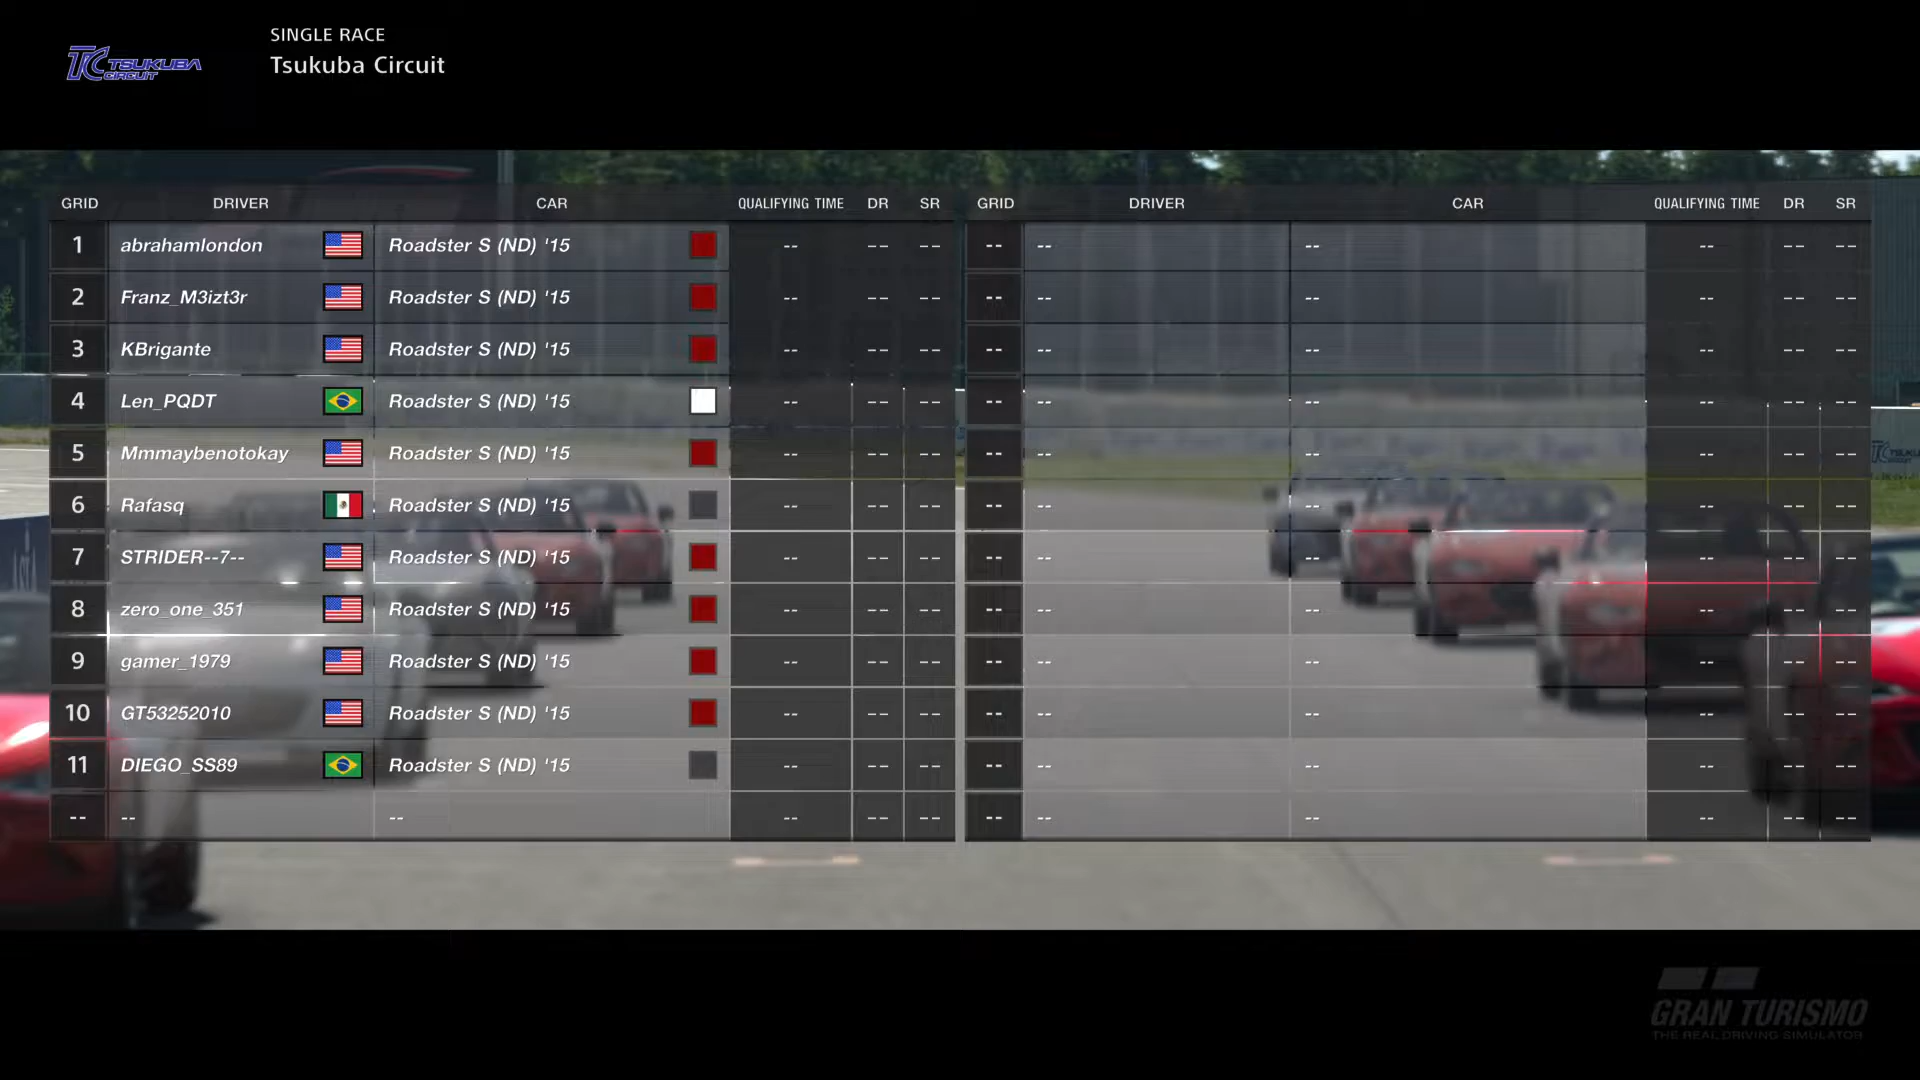 TC TSUKUBA CIRCUIT
SINGLE RACE
Tsukuba Circuit
GRID DRIVER CAR QUALIFYING TIME DR SR GRID DRIVER CAR QUALIFYING TIME DR SR
1 abrahamlondon Roadster S (ND) '15 -- -- -- -- -- -- -- -- --
2 Franz_M3izt3r Roadster S (ND) '15 -- -- -- -- -- -- -- -- --
3 KBrigante Roadster S (ND) '15 -- -- -- -- -- -- -- -- --
4 Len_PQDT Roadster S (ND) '15 -- -- -- -- -- -- -- -- --
5 Mmmaybenotokay Roadster S (ND) '15 -- -- -- -- -- -- -- -- --
6 Rafasq Roadster S (ND) '15 -- -- -- -- -- -- -- -- --
7 STRIDER--7-- Roadster S (ND) '15 -- -- -- -- -- -- -- -- --
8 zero_one_351 Roadster S (ND) '15 -- -- -- -- -- -- -- -- --
9 gamer_1979 Roadster S (ND) '15 -- -- -- -- -- -- -- -- --
10 GT53252010 Roadster S (ND) '15 -- -- -- -- -- -- -- -- --
11 DIEGO_SS89 Roadster S (ND) '15 -- -- -- -- -- -- -- -- --
-- -- -- -- -- -- -- -- -- -- -- --
GRAN TURISMO
THE REAL DRIVING SIMULATOR